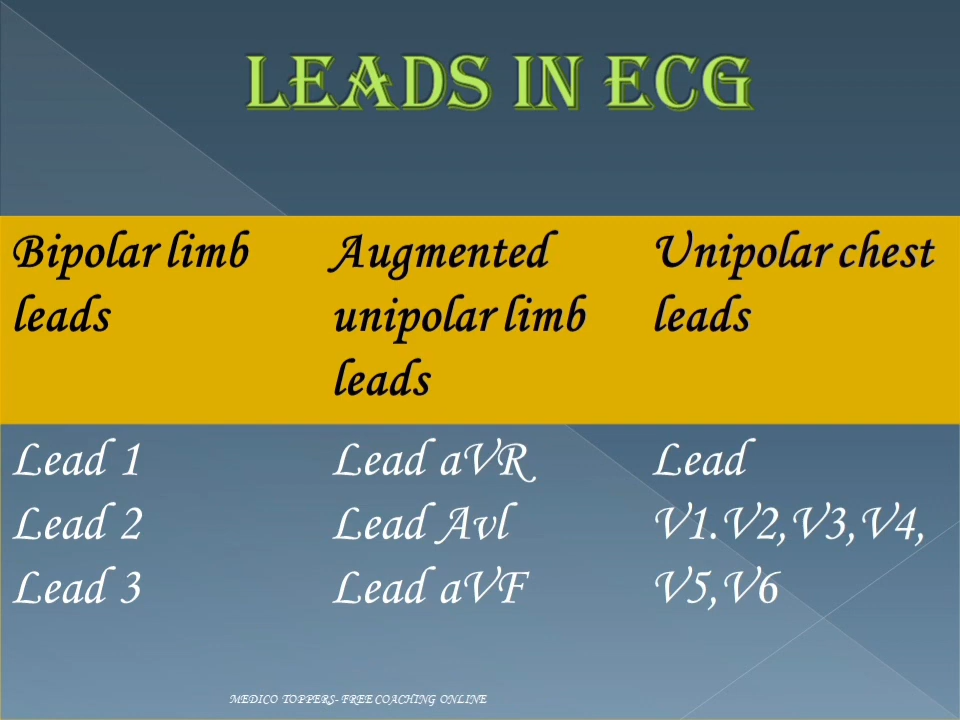 LEADS IN ECG
Bipolar limb
leads
Augmented
unipolar limb
leads
Unipolar chest
leads
Lead 1
Lead 2
Lead 3
Lead aVR
Lead Avl
Lead aVF
Lead
V1.V2,V3,V4,
V5,V6
MEDICO TOPPERS- FREE COACHING ONLINE